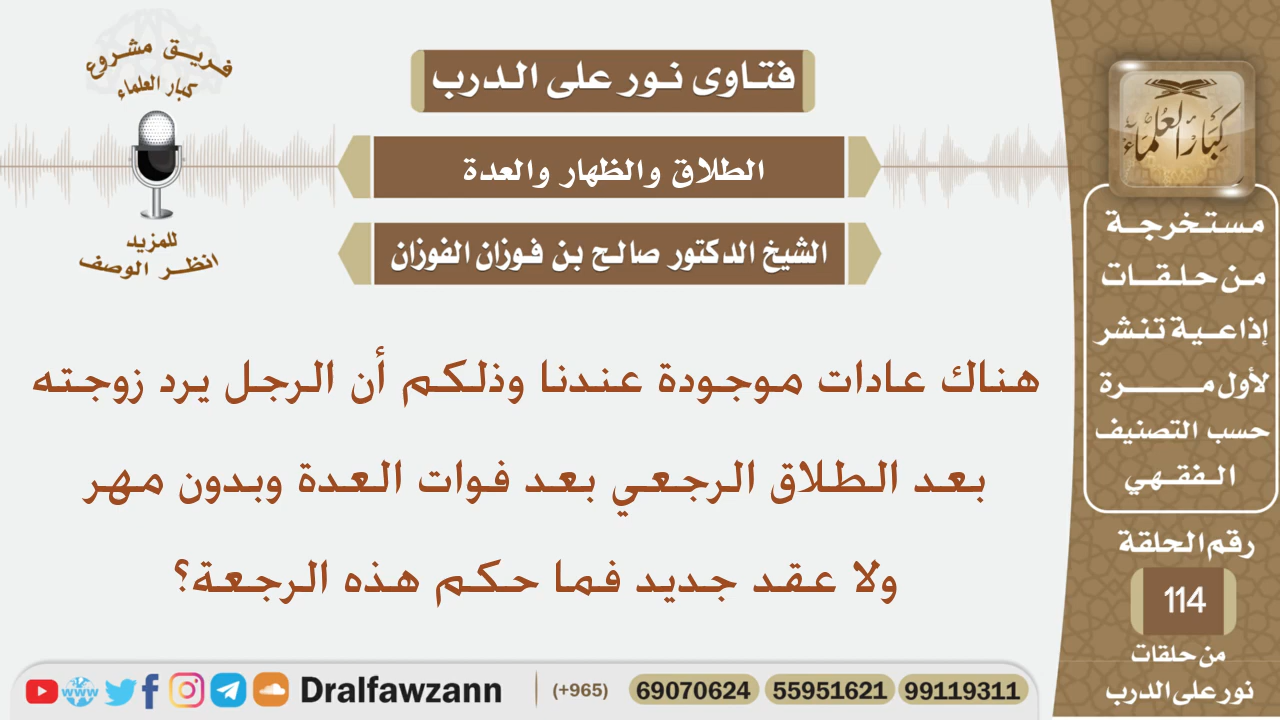 فريق مشروع
كبار العلماء
للمزيد
انظر الوصف
فتاوى نور على الدرب
الطلاق والظهار والعدة
الشيخ الدكتور صالح بن فوزان الفوزان
هناك عادات موجودة عندنا وذلكم أن الرجل يرد زوجته
بعد الطلاق الرجعي بعد فوات العدة وبدون مهر
ولا عقد جديد فما حكم هذه الرجعة؟
كبار العلماء
مستخرجة
من حلقات
إذاعية تنشر
لأول مرة
حسب التصنيف
الفقهي
رقم الحلقة
114
من حلقات
نور على الدرب
www
Dralfawzann
(+965)
69070624
55951621
99119311